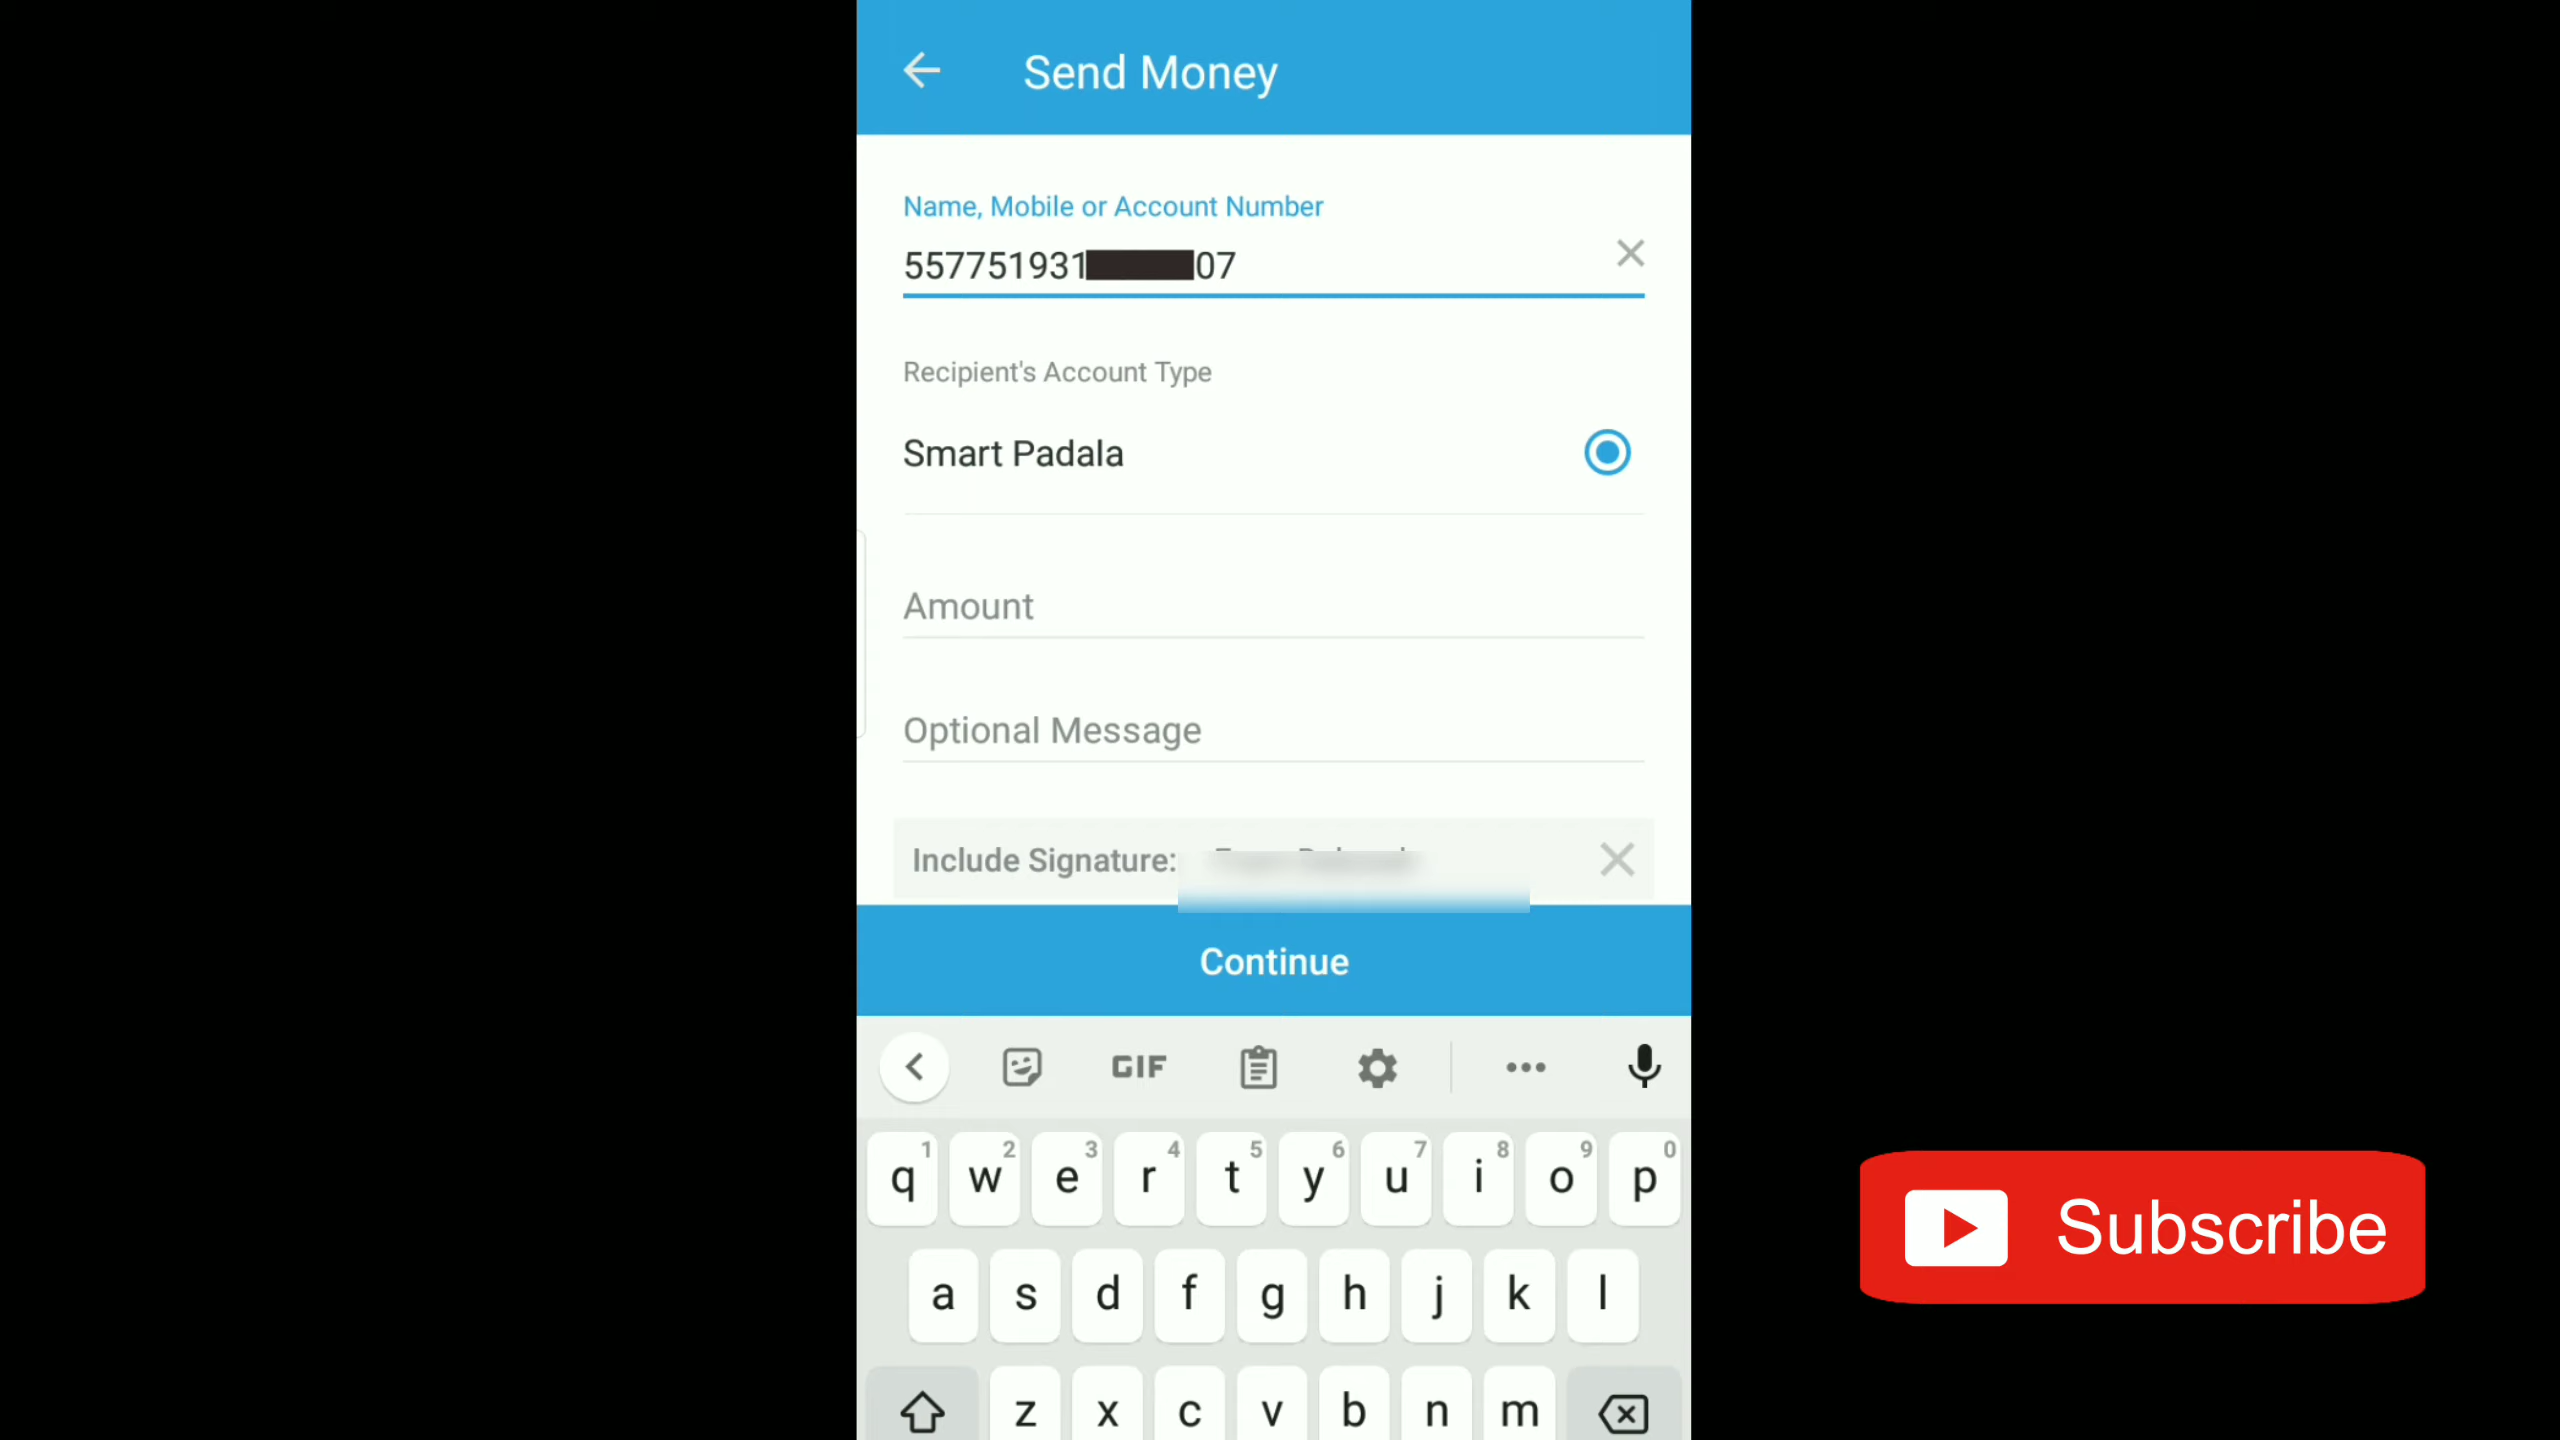 Send Money
Name, Mobile or Account Number
557751931 07
Recipient's Account Type
Smart Padala
Amount
Optional Message
Include Signature:
Continue
GIF
1 2 3 4 5 6 7 8 9 0
q w e r t y u i o p
a s d f g h j k l
z x c v b n m
Subscribe